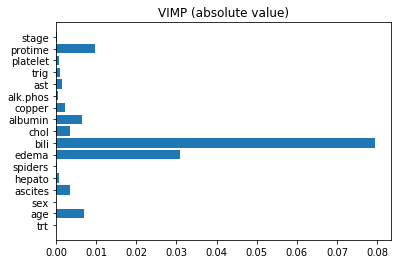 VIMP (absolute value)
stage
protime
platelet
trig
ast
alk.phos
copper
albumin
chol
bili
edema
spiders
hepato
ascites
sex
age
trt
0.00 0.01 0.02 0.03 0.04 0.05 0.06 0.07 0.08